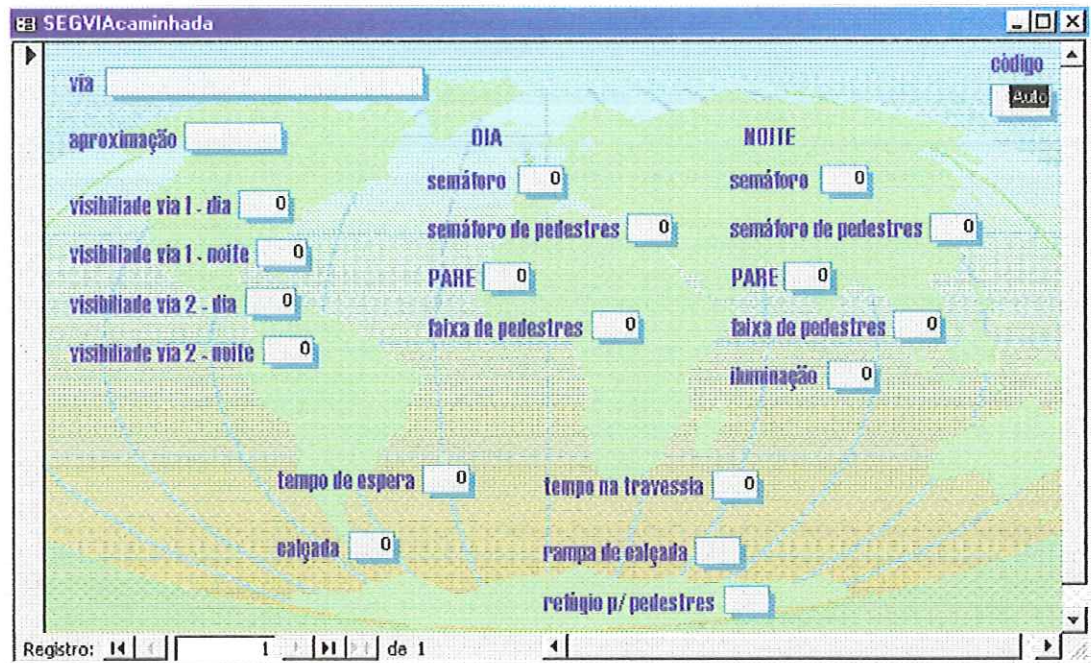 SEGVIAcaminhada
via
código
Auto
aproximação
DIA
NOITE
semáforo 0
semáforo 0
visibiliade via 1 - dia 0
semáforo de pedestres 0
semáforo de pedestres 0
visibiliade via 1 - noite 0
PARE 0
PARE 0
visibiliade via 2 - dia 0
faixa de pedestres 0
faixa de pedestres 0
visibiliade via 2 - noite 0
iluminação 0
tempo de espera 0
tempo na travessia 0
calçada 0
rampa de calçada
refúgio p/ pedestres
Registro: 1 de 1